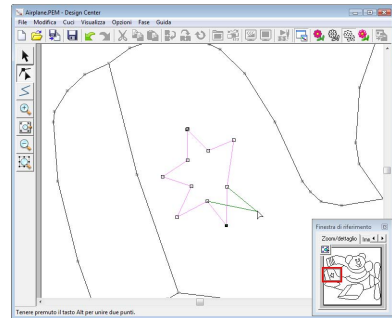 Airplane.PEM - Design Center
File Modifica Cuci Visualizza Opzioni Fase Guida
Finestra di riferimento
Zoom/dettaglio
Tenere premuto il tasto Alt per unire due punti.